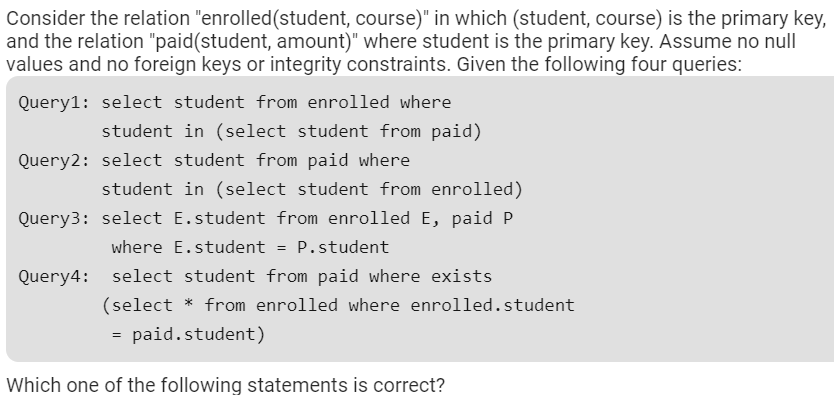 Consider the relation "enrolled(student, course)" in which (student, course) is the primary key,
and the relation "paid(student, amount)" where student is the primary key. Assume no null
values and no foreign keys or integrity constraints. Given the following four queries:
Query1: select student from enrolled where
student in (select student from paid)
Query2: select student from paid where
student in (select student from enrolled)
Query3: select E.student from enrolled E, paid P
where E.student = P.student
Query4: select student from paid where exists
(select * from enrolled where enrolled.student
= paid.student)
Which one of the following statements is correct?